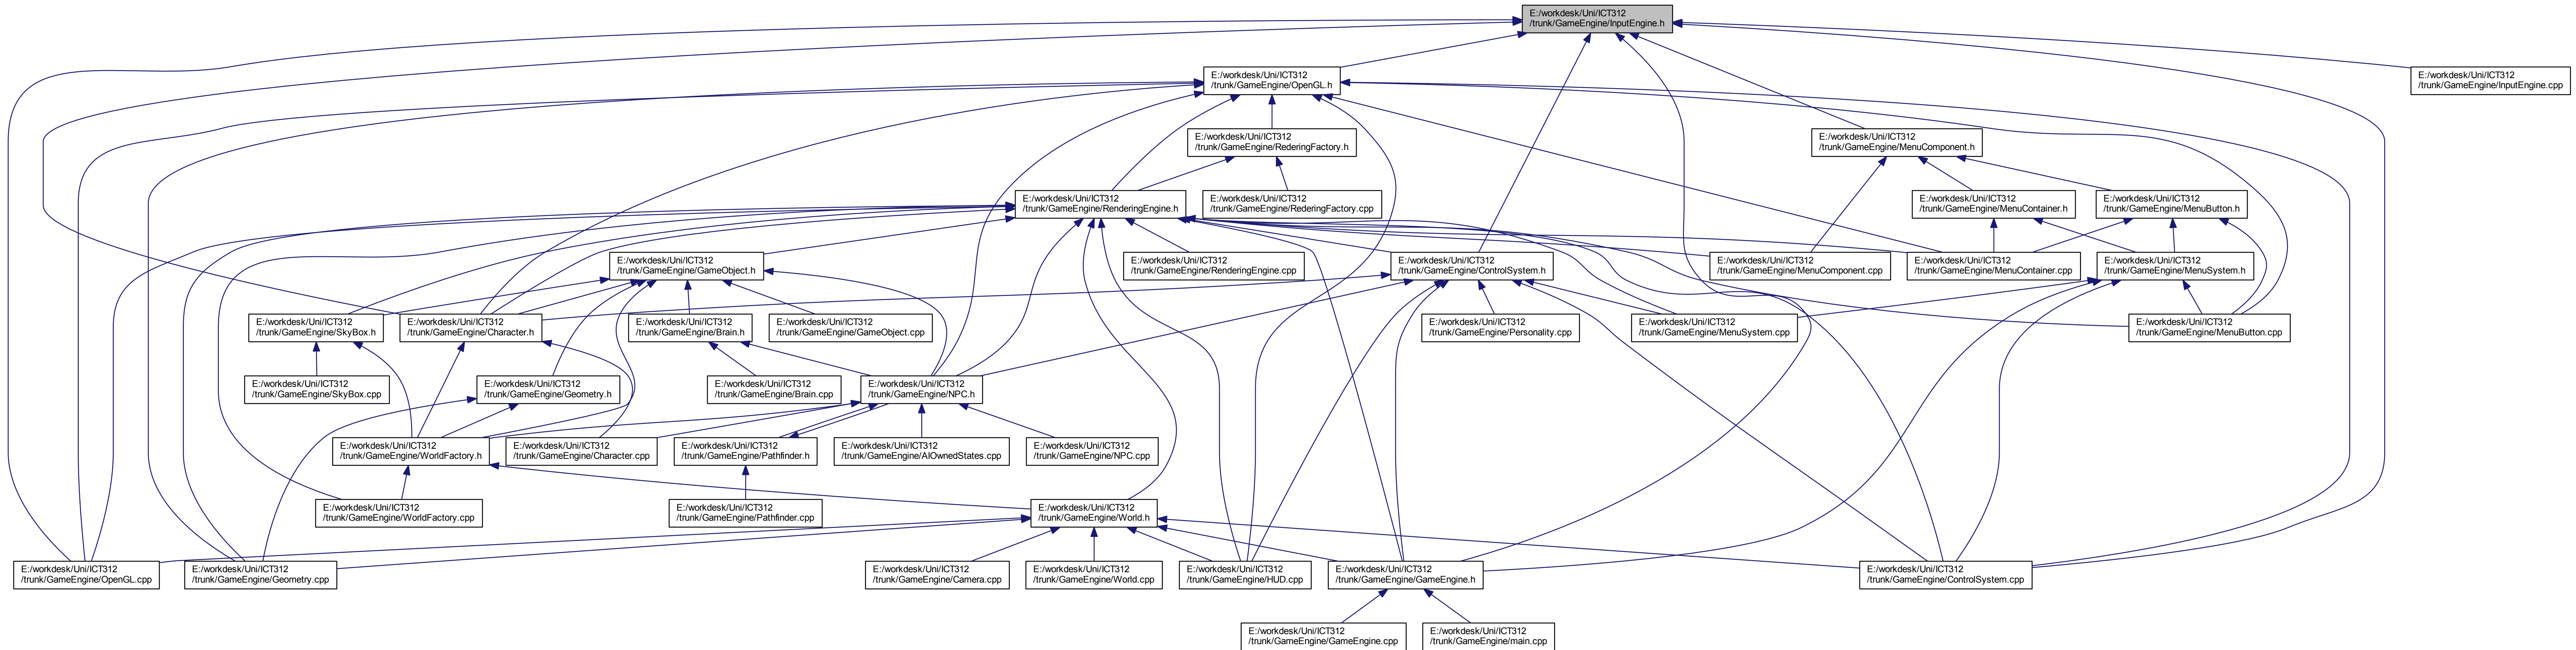 E:/workdesk/Uni/ICT312
/trunk/GameEngine/InputEngine.h
E:/workdesk/Uni/ICT312
/trunk/GameEngine/OpenGL.h
E:/workdesk/Uni/ICT312
/trunk/GameEngine/InputEngine.cpp
E:/workdesk/Uni/ICT312
/trunk/GameEngine/RederingFactory.h
E:/workdesk/Uni/ICT312
/trunk/GameEngine/MenuComponent.h
E:/workdesk/Uni/ICT312
/trunk/GameEngine/RenderingEngine.h
E:/workdesk/Uni/ICT312
/trunk/GameEngine/RederingFactory.cpp
E:/workdesk/Uni/ICT312
/trunk/GameEngine/MenuContainer.h
E:/workdesk/Uni/ICT312
/trunk/GameEngine/MenuButton.h
E:/workdesk/Uni/ICT312
/trunk/GameEngine/GameObject.h
E:/workdesk/Uni/ICT312
/trunk/GameEngine/RenderingEngine.cpp
E:/workdesk/Uni/ICT312
/trunk/GameEngine/ControlSystem.h
E:/workdesk/Uni/ICT312
/trunk/GameEngine/MenuComponent.cpp
E:/workdesk/Uni/ICT312
/trunk/GameEngine/MenuContainer.cpp
E:/workdesk/Uni/ICT312
/trunk/GameEngine/MenuSystem.h
E:/workdesk/Uni/ICT312
/trunk/GameEngine/SkyBox.h
E:/workdesk/Uni/ICT312
/trunk/GameEngine/Character.h
E:/workdesk/Uni/ICT312
/trunk/GameEngine/Brain.h
E:/workdesk/Uni/ICT312
/trunk/GameEngine/GameObject.cpp
E:/workdesk/Uni/ICT312
/trunk/GameEngine/Personality.cpp
E:/workdesk/Uni/ICT312
/trunk/GameEngine/MenuSystem.cpp
E:/workdesk/Uni/ICT312
/trunk/GameEngine/MenuButton.cpp
E:/workdesk/Uni/ICT312
/trunk/GameEngine/SkyBox.cpp
E:/workdesk/Uni/ICT312
/trunk/GameEngine/Geometry.h
E:/workdesk/Uni/ICT312
/trunk/GameEngine/Brain.cpp
E:/workdesk/Uni/ICT312
/trunk/GameEngine/NPC.h
E:/workdesk/Uni/ICT312
/trunk/GameEngine/WorldFactory.h
E:/workdesk/Uni/ICT312
/trunk/GameEngine/Character.cpp
E:/workdesk/Uni/ICT312
/trunk/GameEngine/Pathfinder.h
E:/workdesk/Uni/ICT312
/trunk/GameEngine/AIOwnedStates.cpp
E:/workdesk/Uni/ICT312
/trunk/GameEngine/NPC.cpp
E:/workdesk/Uni/ICT312
/trunk/GameEngine/WorldFactory.cpp
E:/workdesk/Uni/ICT312
/trunk/GameEngine/Pathfinder.cpp
E:/workdesk/Uni/ICT312
/trunk/GameEngine/World.h
E:/workdesk/Uni/ICT312
/trunk/GameEngine/OpenGL.cpp
E:/workdesk/Uni/ICT312
/trunk/GameEngine/Geometry.cpp
E:/workdesk/Uni/ICT312
/trunk/GameEngine/Camera.cpp
E:/workdesk/Uni/ICT312
/trunk/GameEngine/World.cpp
E:/workdesk/Uni/ICT312
/trunk/GameEngine/HUD.cpp
E:/workdesk/Uni/ICT312
/trunk/GameEngine/GameEngine.h
E:/workdesk/Uni/ICT312
/trunk/GameEngine/ControlSystem.cpp
E:/workdesk/Uni/ICT312
/trunk/GameEngine/GameEngine.cpp
E:/workdesk/Uni/ICT312
/trunk/GameEngine/main.cpp